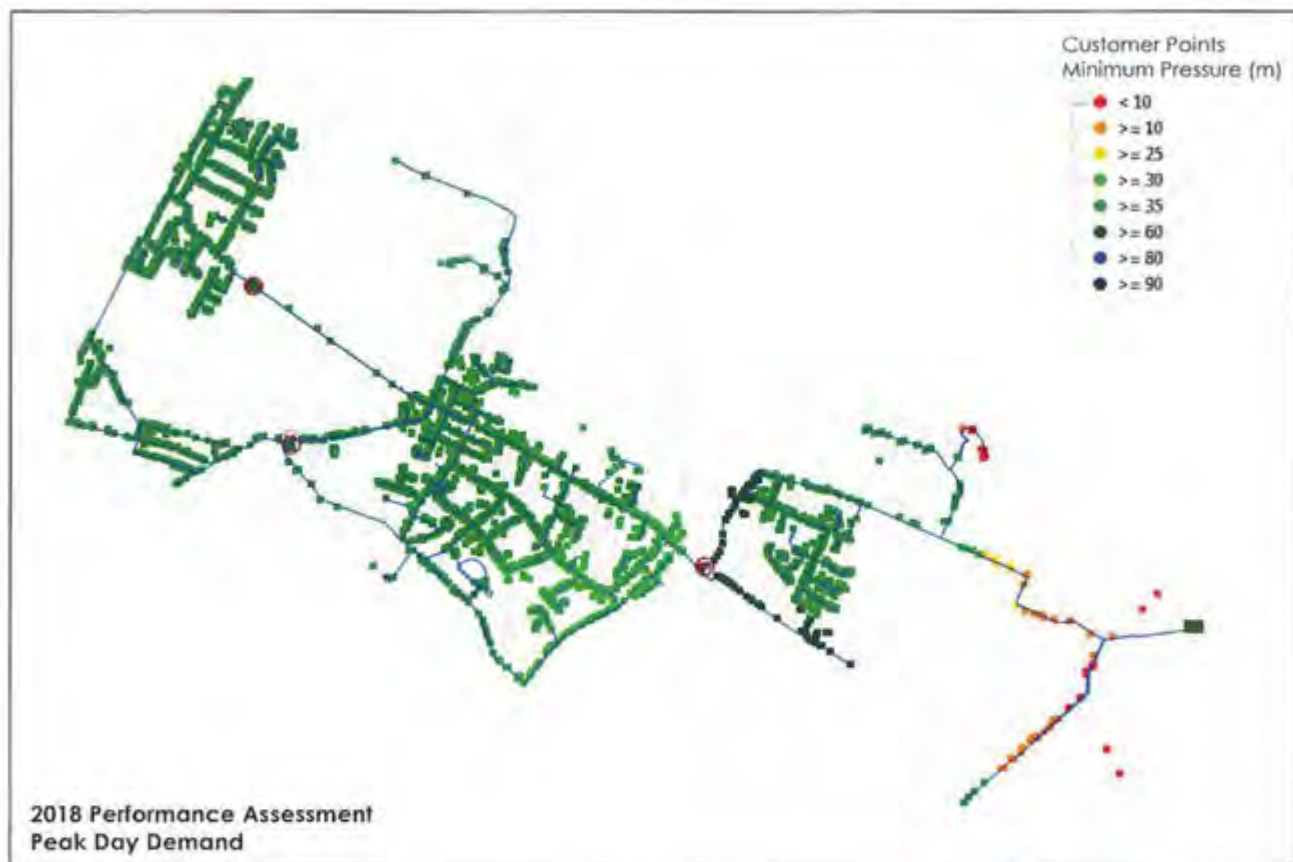 Customer Points
Minimum Pressure (m)
< 10
>= 10
>= 25
>= 30
>= 35
>= 60
>= 80
>= 90
2018 Performance Assessment
Peak Day Demand